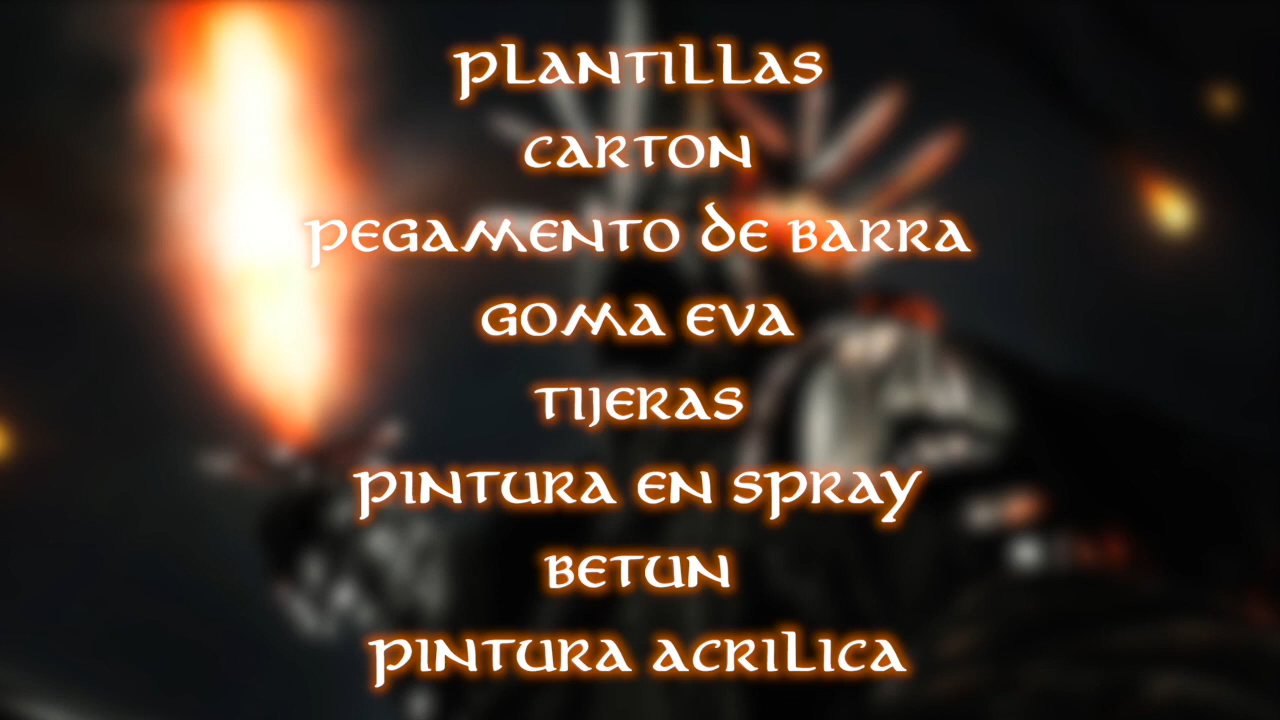 PLANTILLAS
CARTON
PEGAMENTO DE BARRA
GOMA EVA
TIJERAS
PINTURA EN SPRAY
BETUN
PINTURA ACRILICA